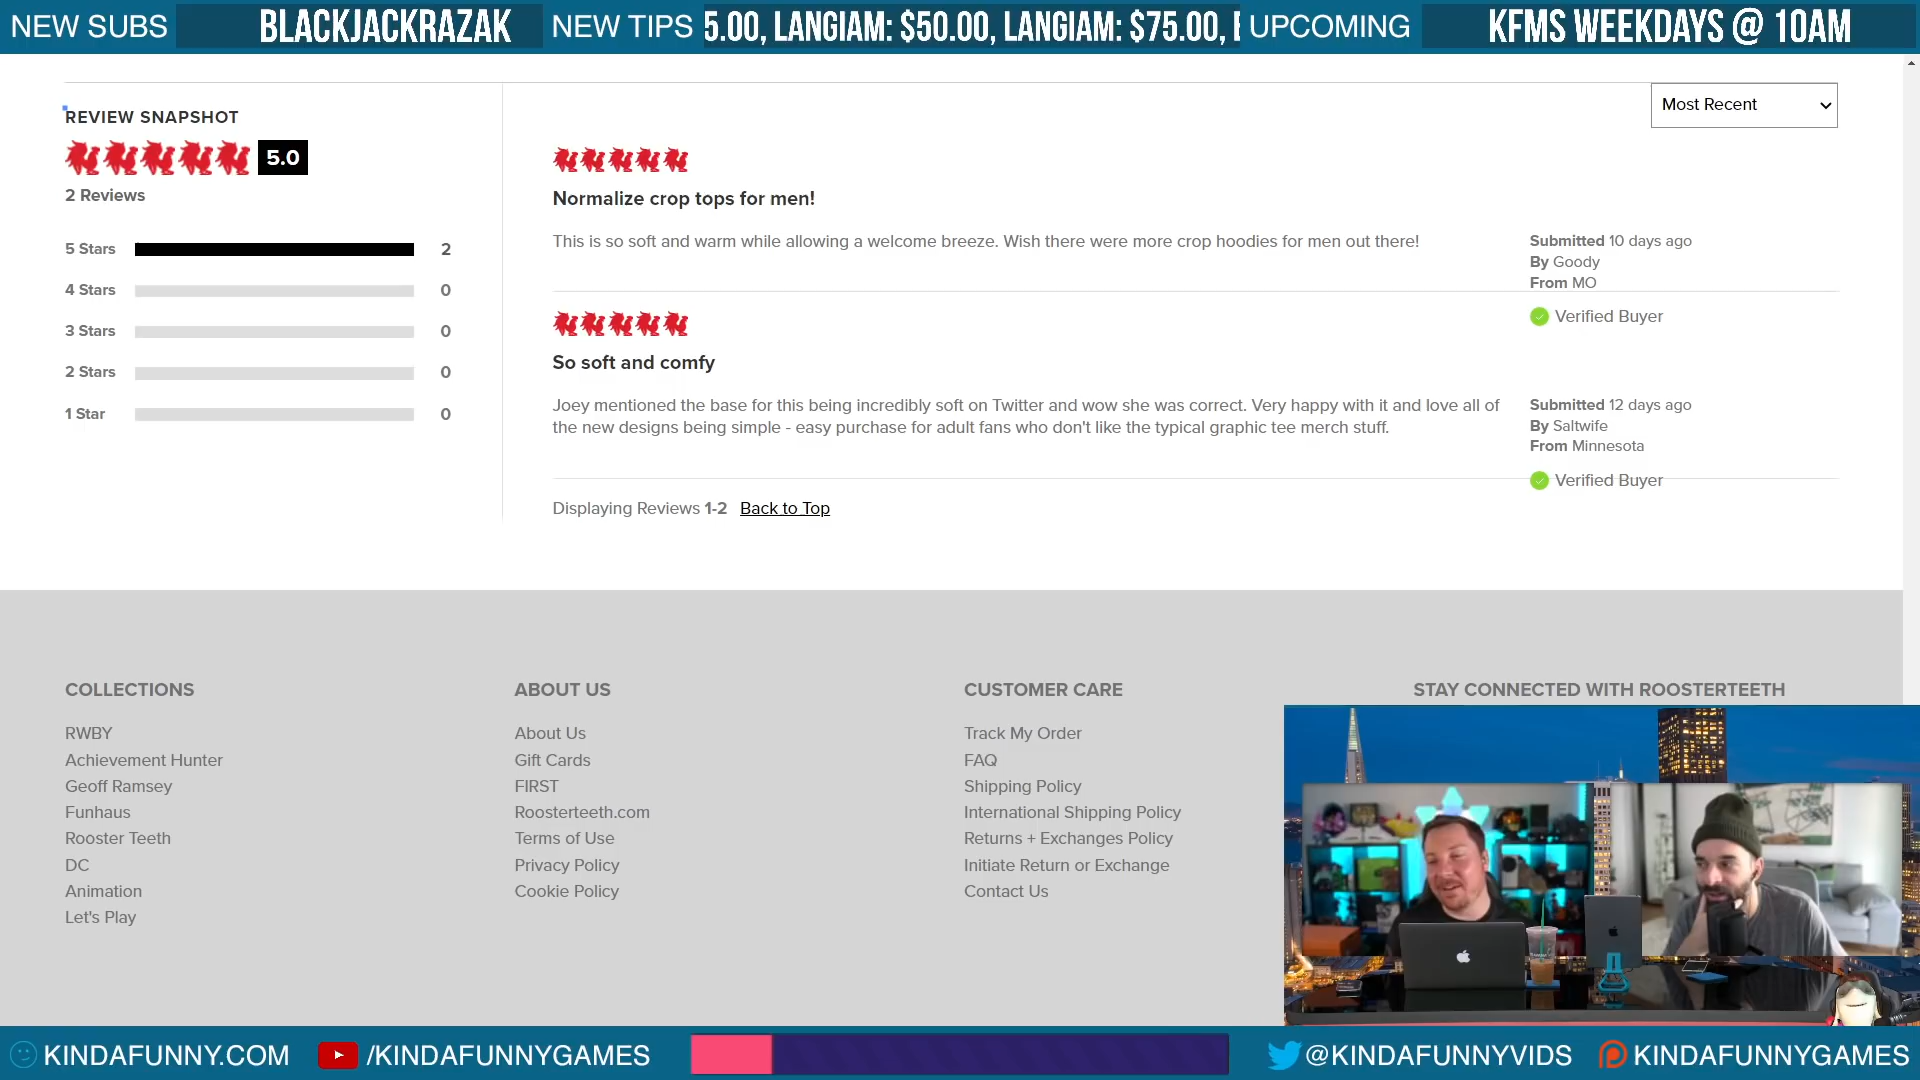 NEW SUBS
BLACKJACKRAZAK
NEW TIPS
5.00, LANGIAM: $50.00, LANGIAM: $75.00,
UPCOMING
KFMS WEEKDAYS @ 10AM
REVIEW SNAPSHOT
5.0
2 Reviews
5 Stars 2
4 Stars 0
3 Stars 0
2 Stars 0
1 Star 0
Most Recent
Normalize crop tops for men!
This is so soft and warm while allowing a welcome breeze. Wish there were more crop hoodies for men out there!
Submitted 10 days ago
By Goody
From MO
Verified Buyer
So soft and comfy
Joey mentioned the base for this being incredibly soft on Twitter and wow she was correct. Very happy with it and love all of
the new designs being simple - easy purchase for adult fans who don't like the typical graphic tee merch stuff.
Submitted 12 days ago
By Saltwife
From Minnesota
Verified Buyer
Displaying Reviews 1-2 Back to Top
COLLECTIONS
RWBY
Achievement Hunter
Geoff Ramsey
Funhaus
Rooster Teeth
DC
Animation
Let's Play
ABOUT US
About Us
Gift Cards
FIRST
Roosterteeth.com
Terms of Use
Privacy Policy
Cookie Policy
CUSTOMER CARE
Track My Order
FAQ
Shipping Policy
International Shipping Policy
Returns + Exchanges Policy
Initiate Return or Exchange
Contact Us
STAY CONNECTED WITH ROOSTERTEETH
KINDAFUNNY.COM
/KINDAFUNNYGAMES
@KINDAFUNNYVIDS
KINDAFUNNYGAMES